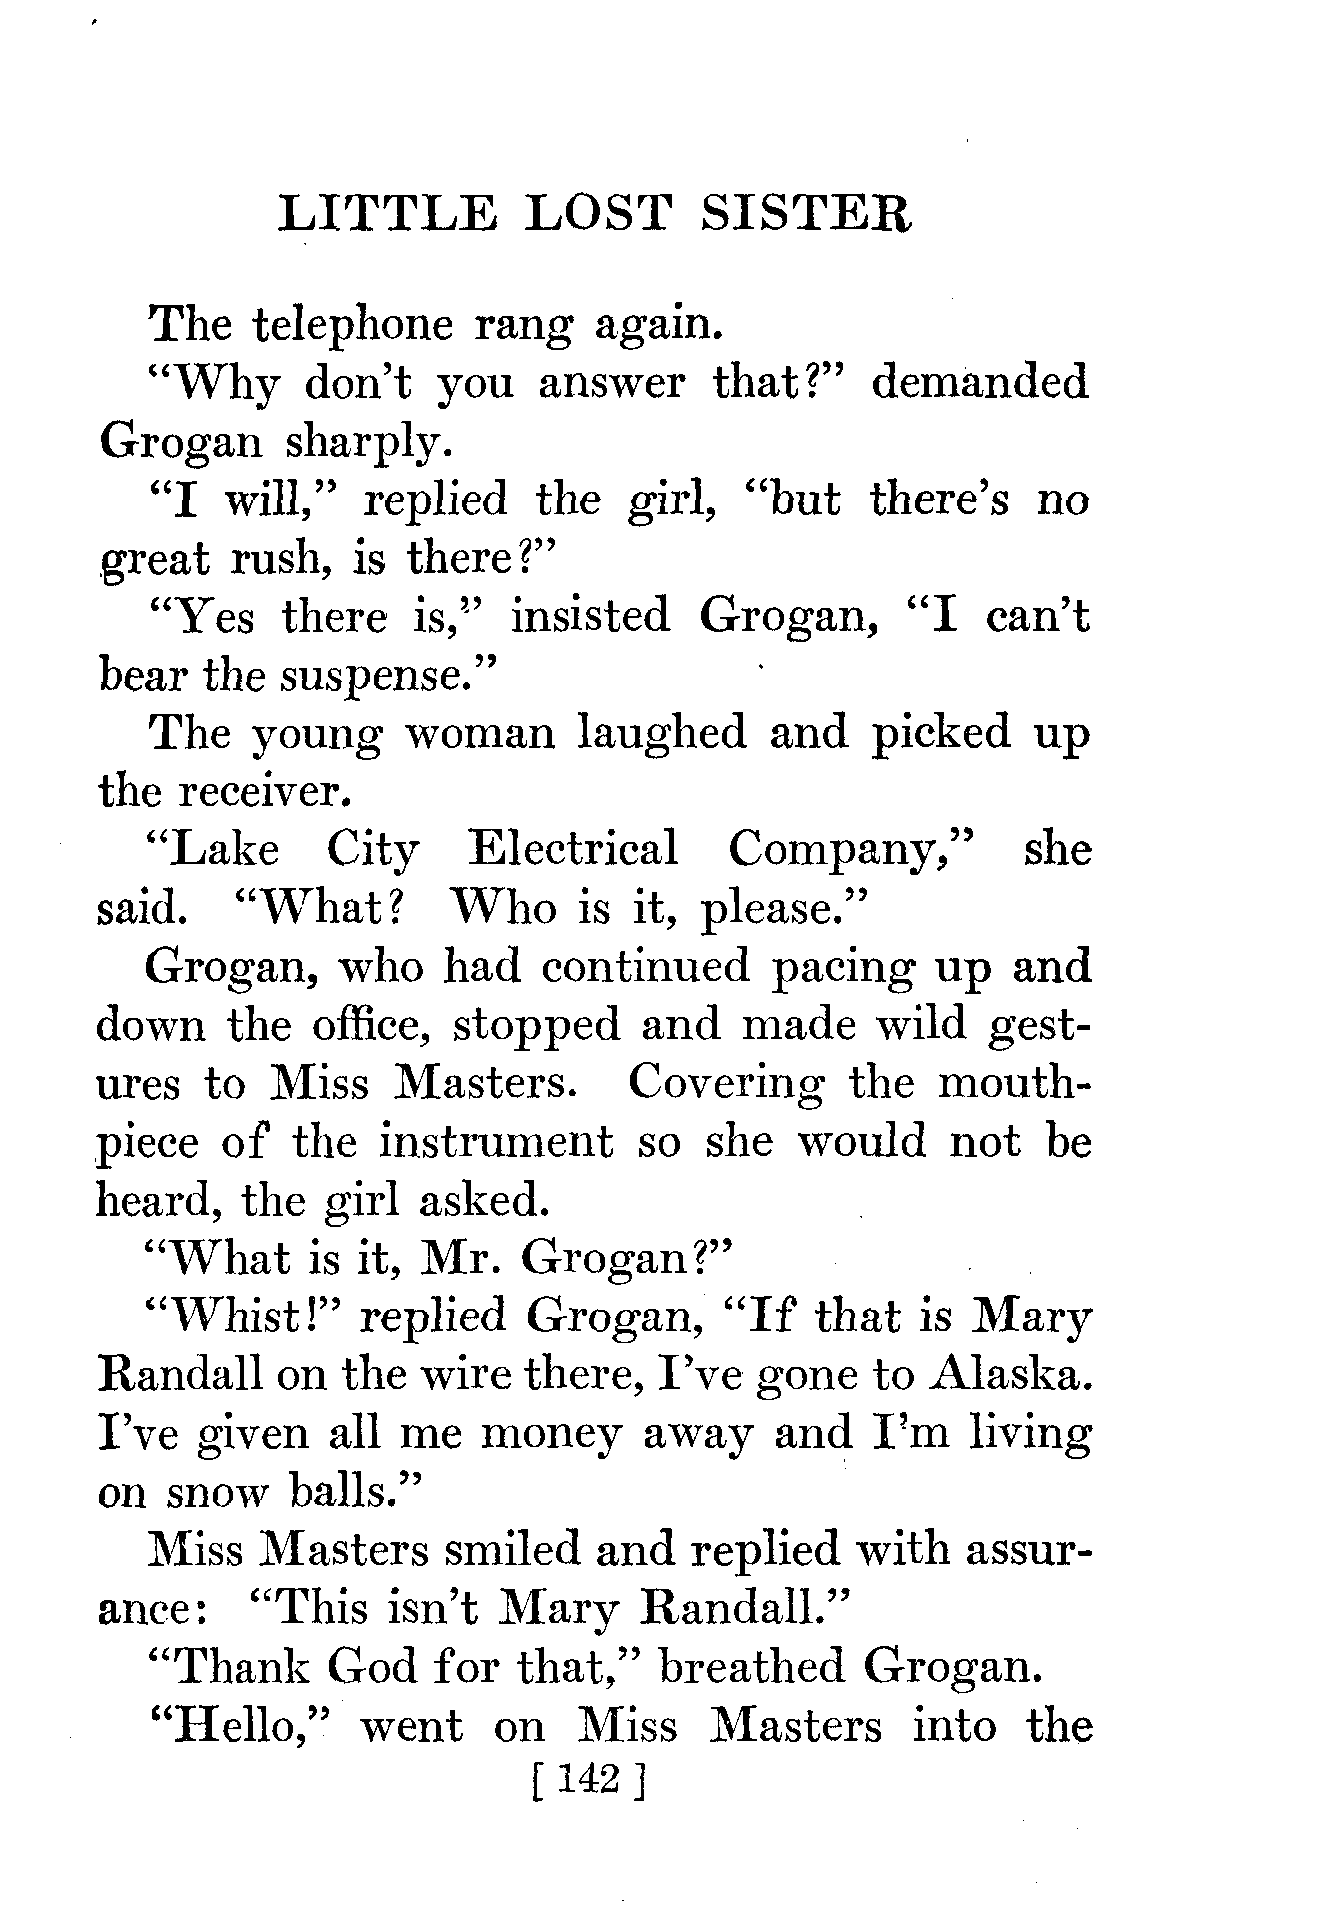 LITTLE LOST SISTER
The telephone rang again.
“Why don’t you answer that?” demanded
Grogan sharply.
“I will,” replied the girl, “but there’s no
great rush, is there?”
“Yes there is,” insisted Grogan, “I can’t
bear the suspense.”
The young woman laughed and picked up
the receiver.
“Lake City Electrical Company,” she
said. “What? Who is it, please.”
Grogan, who had continued pacing up and
down the office, stopped and made wild gest-
ures to Miss Masters. Covering the mouth-
piece of the instrument so she would not be
heard, the girl asked.
“What is it, Mr. Grogan?”
“Whist!” replied Grogan, “If that is Mary
Randall on the wire there, I’ve gone to Alaska.
I’ve given all me money away and I’m living
on snow balls.”
Miss Masters smiled and replied with assur-
ance: “This isn’t Mary Randall.”
“Thank God for that,” breathed Grogan.
“Hello,” went on Miss Masters into the
[ 142 ]